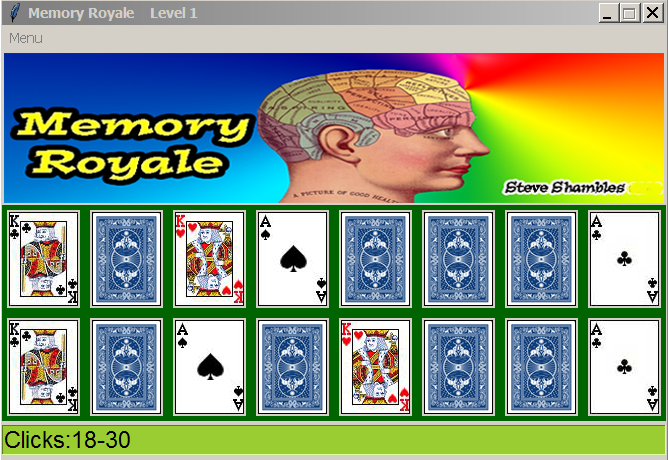 Memory Royale Level 1
Menu
Memory
Royale
A PICTURE OF GOOD HEALTH
Steve Shambles
K K A A
K A K A
K K A A
K A K A
Clicks:18-30